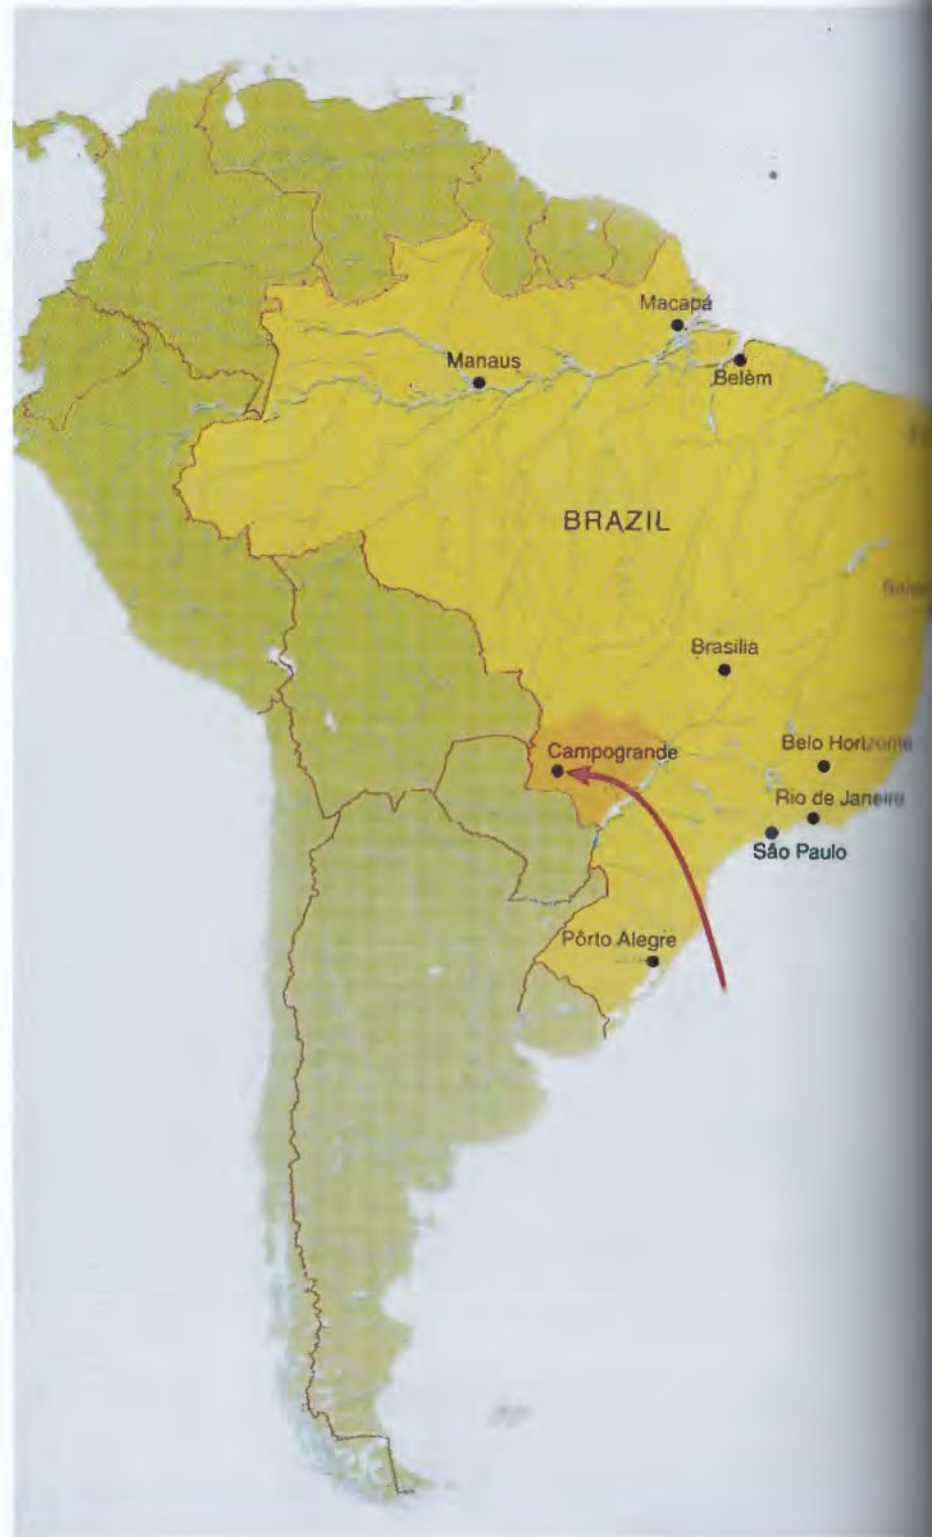 Macapá
Manaus
Belèm
BRAZIL
Brasilia
Campogrande
Belo Horizonte
Rio de Janeiro
São Paulo
Pôrto Alegre